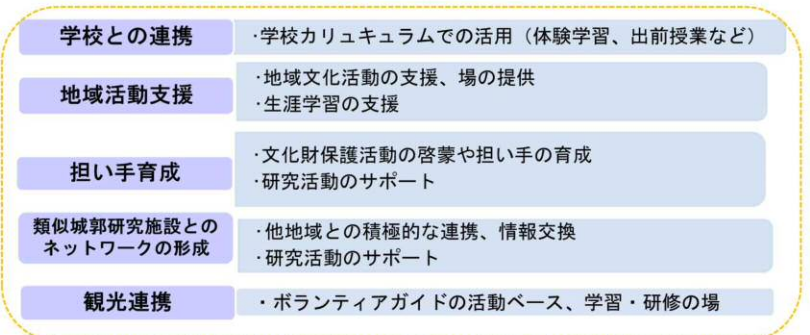 学校との連携
・学校カリュキュラムでの活用（体験学習、出前授業など）
地域活動支援
・地域文化活動の支援、場の提供
・生涯学習の支援
担い手育成
・文化財保護活動の啓蒙や担い手の育成
・研究活動のサポート
類似城郭研究施設との
ネットワークの形成
・他地域との積極的な連携、情報交換
・研究活動のサポート
観光連携
・ボランティアガイドの活動ベース、学習・研修の場